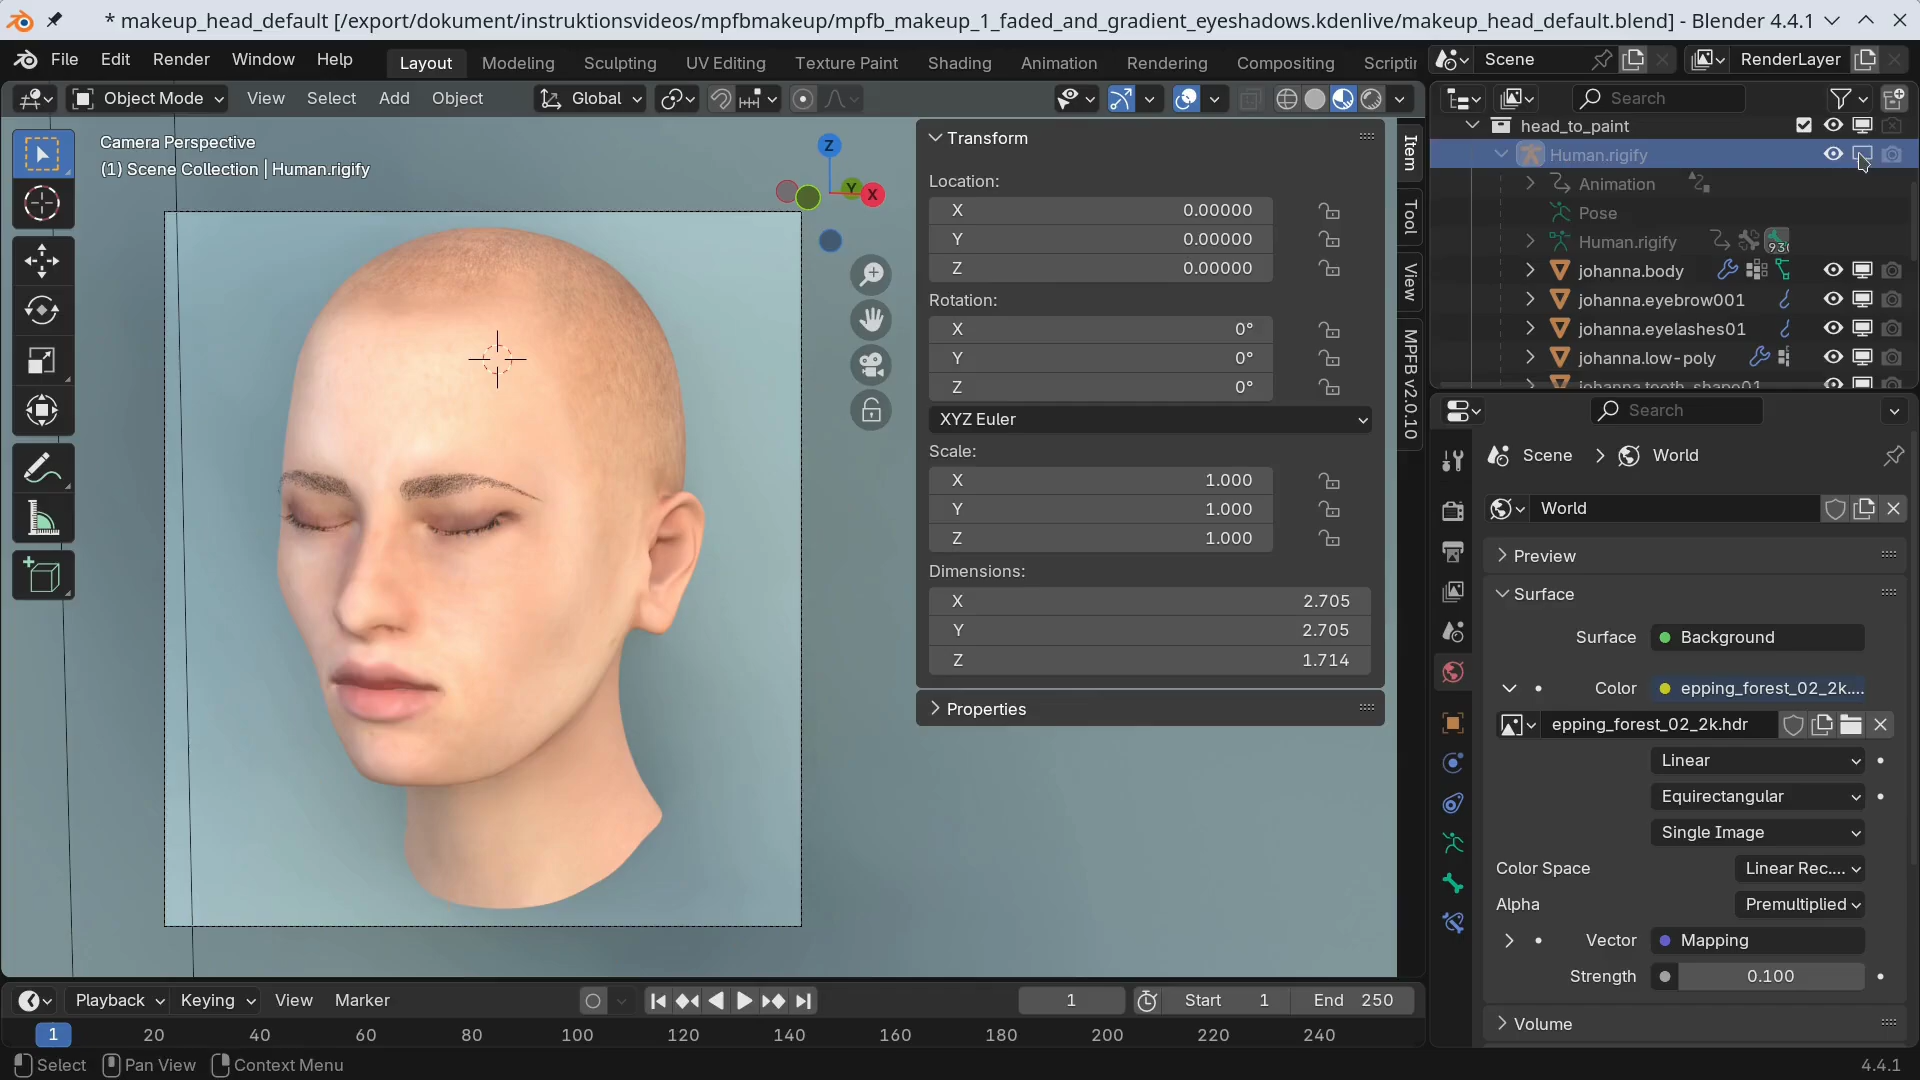 * makeup_head_default [/export/dokument/instruktionsvideos/mpfbmakeup/mpfb_makeup_1_faded_and_gradient_eyeshadows.kdenlive/makeup_head_default.blend] - Blender 4.4.1
File Edit Render Window Help
Layout Modeling Sculpting UV Editing Texture Paint Shading Animation Rendering Compositing Scriptin
Scene RenderLayer
Object Mode View Select Add Object Global
Search
Camera Perspective
(1) Scene Collection | Human.rigify
Z
Y
X
Transform
Location:
X 0.00000
Y 0.00000
Z 0.00000
Rotation:
X 0°
Y 0°
Z 0°
XYZ Euler
Scale:
X 1.000
Y 1.000
Z 1.000
Dimensions:
X 2.705
Y 2.705
Z 1.714
Properties
Item
Tool
View
MPFB v2.0.10
head_to_paint
Human.rigify
Animation
Pose
Human.rigify 930
johanna.body
johanna.eyebrow001
johanna.eyelashes01
johanna.low-poly
johanna.tooth_shape01
Search
Scene > World
World
Preview
Surface
Surface Background
Color epping_forest_02_2k....
epping_forest_02_2k.hdr
Linear
Equirectangular
Single Image
Color Space Linear Rec....
Alpha Premultiplied
Vector Mapping
Strength 0.100
Volume
Playback Keying View Marker
1 Start 1 End 250
1 20 40 60 80 100 120 140 160 180 200 220 240
Select Pan View Context Menu
4.4.1